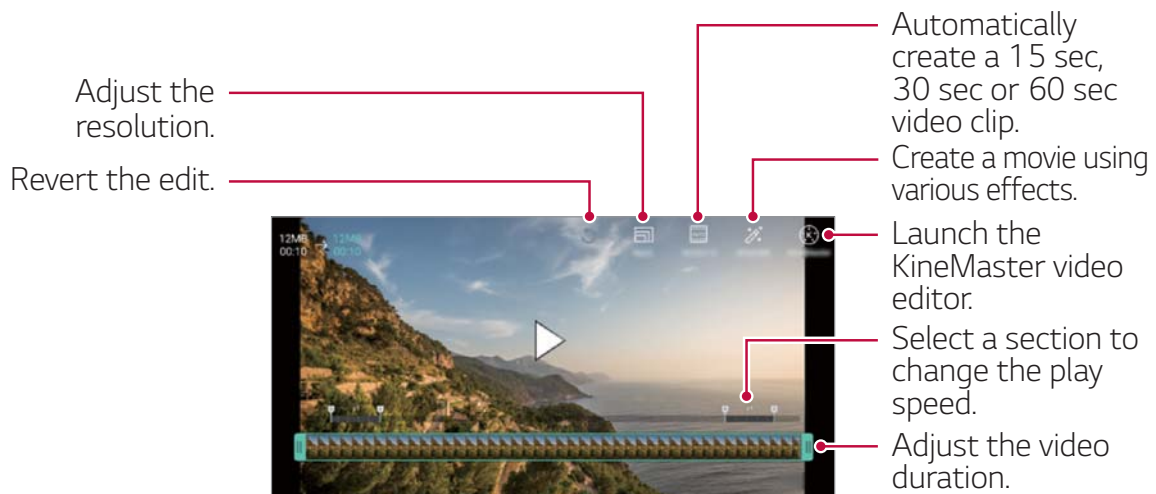 Automatically
create a 15 sec,
30 sec or 60 sec
video clip.
Adjust the
resolution.
Create a movie using
various effects.
Revert the edit.
Launch the
KineMaster video
editor.
Select a section to
change the play
speed.
Adjust the video
duration.
12MB
00:10
12MB
00:10